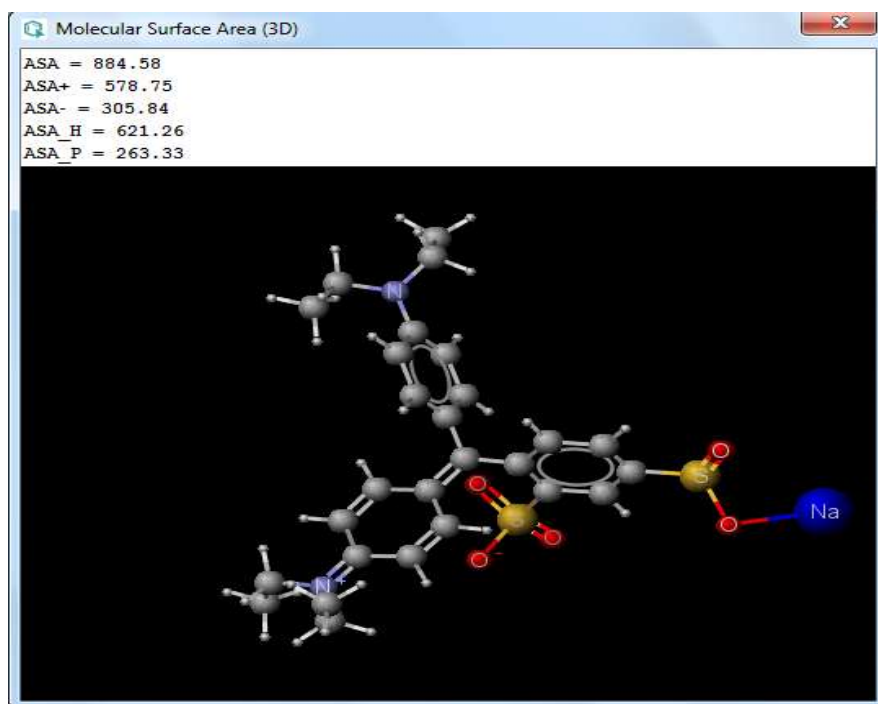 Molecular Surface Area (3D)
ASA = 884.58
ASA+ = 578.75
ASA- = 305.84
ASA_H = 621.26
ASA_P = 263.33
N
O
S
Na
O
O
S
O
O-
N+